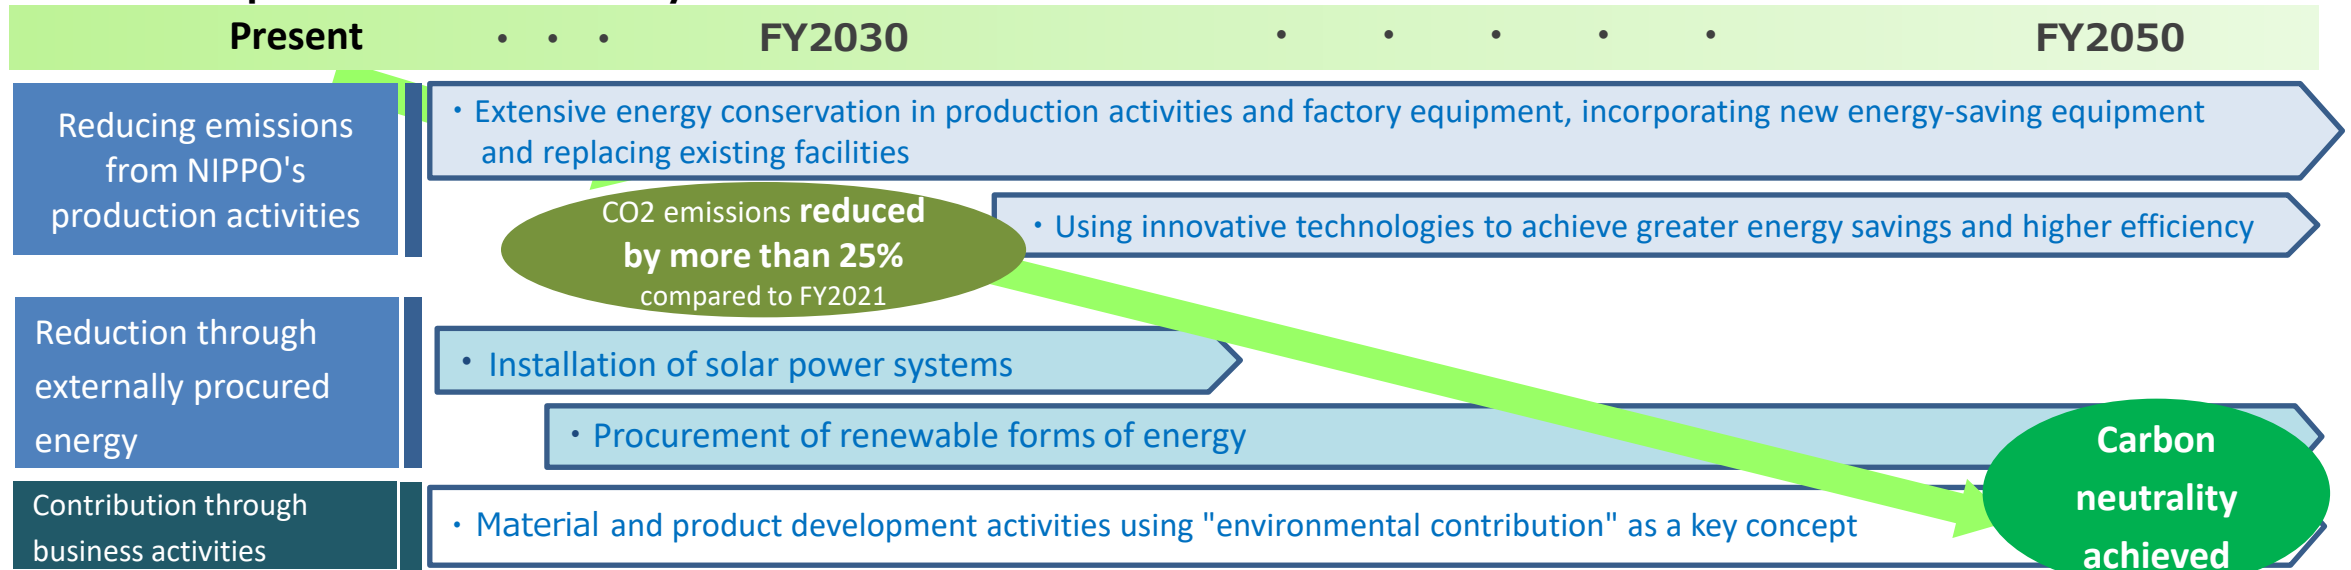 Present ・ ・ ・ FY2030 ・ ・ ・ ・ ・ FY2050
Reducing emissions
from NIPPO's
production activities
・Extensive energy conservation in production activities and factory equipment, incorporating new energy-saving equipment
and replacing existing facilities
CO2 emissions reduced
by more than 25%
compared to FY2021
・Using innovative technologies to achieve greater energy savings and higher efficiency
Reduction through
externally procured
energy
・Installation of solar power systems
・Procurement of renewable forms of energy
Contribution through
business activities
・Material and product development activities using "environmental contribution" as a key concept
Carbon
neutrality
achieved